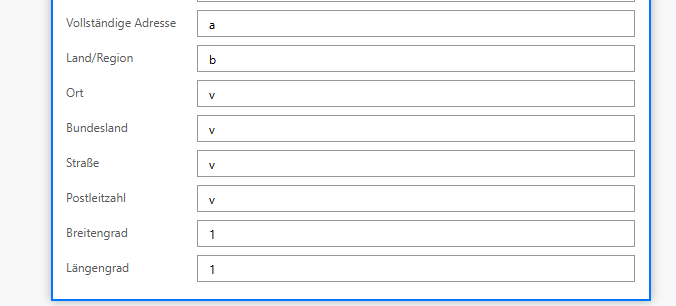 Vollständige Adresse a
Land/Region b
Ort v
Bundesland v
Straße v
Postleitzahl v
Breitengrad 1
Längengrad 1